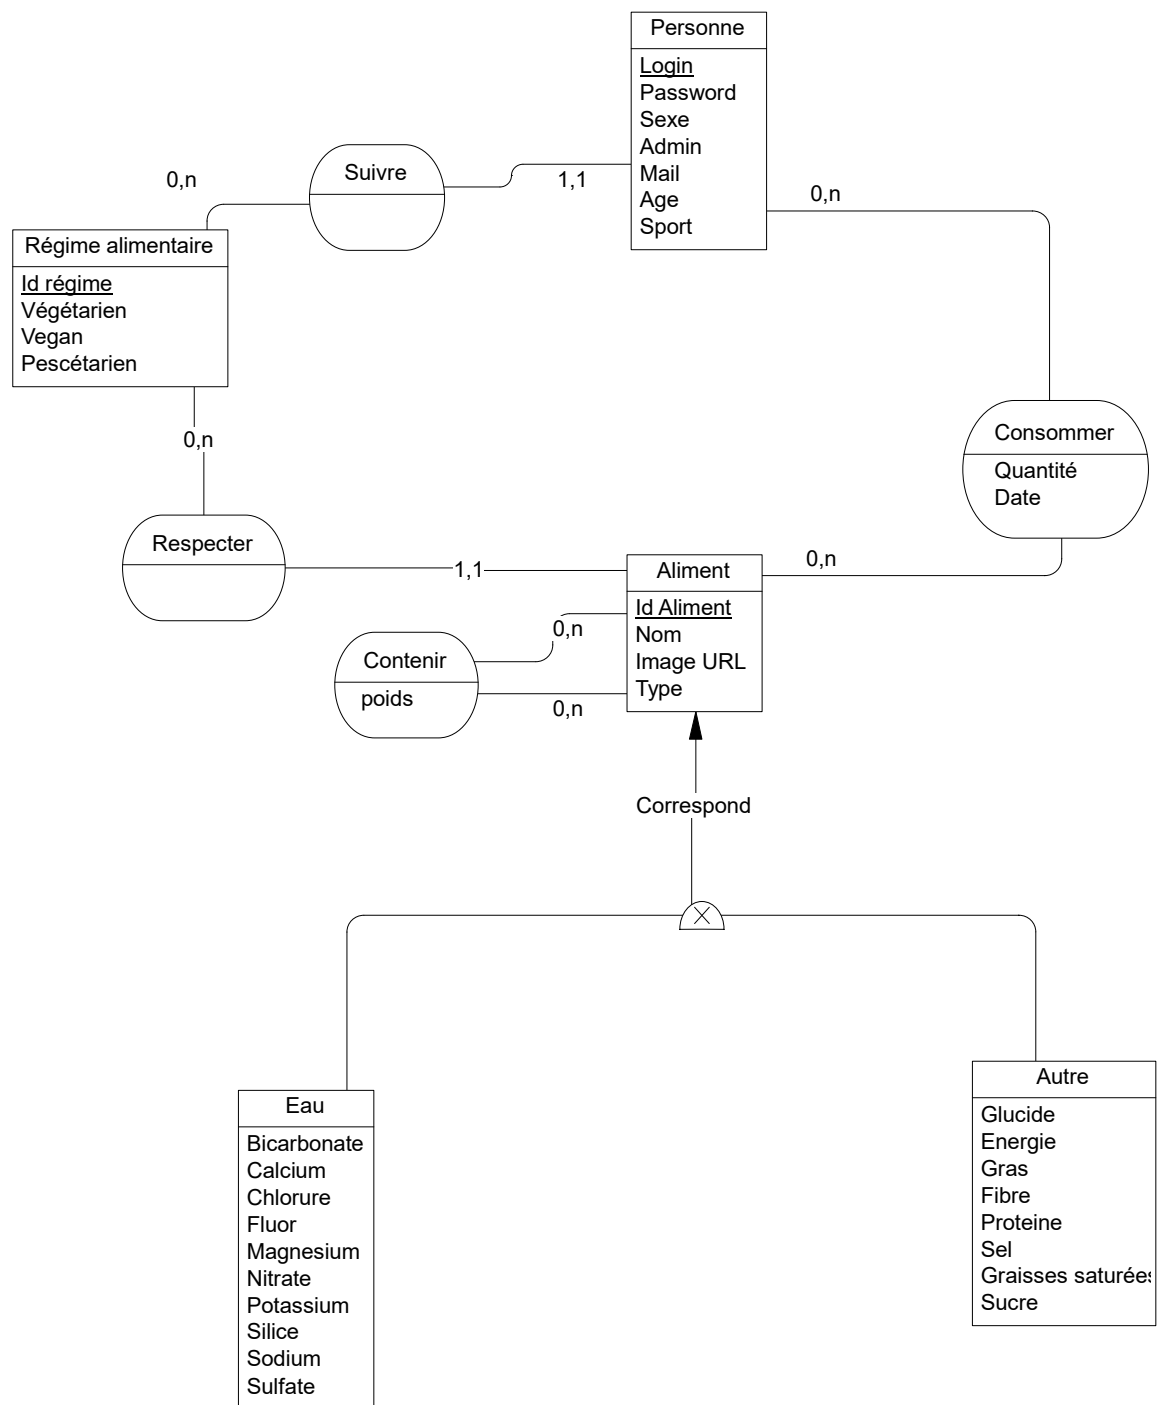 Personne
Login
Password
Sexe
Admin
Mail
Age
Sport
Suivre
0,n
1,1
0,n
Régime alimentaire
Id régime
Végétarien
Vegan
Pescétarien
0,n
Consommer
Quantité
Date
Respecter
1,1
Aliment
Id Aliment
Nom
Image URL
Type
0,n
0,n
Contenir
poids
0,n
Correspond
X
Eau
Bicarbonate
Calcium
Chlorure
Fluor
Magnesium
Nitrate
Potassium
Silice
Sodium
Sulfate
Autre
Glucide
Energie
Gras
Fibre
Proteine
Sel
Graisses saturées
Sucre